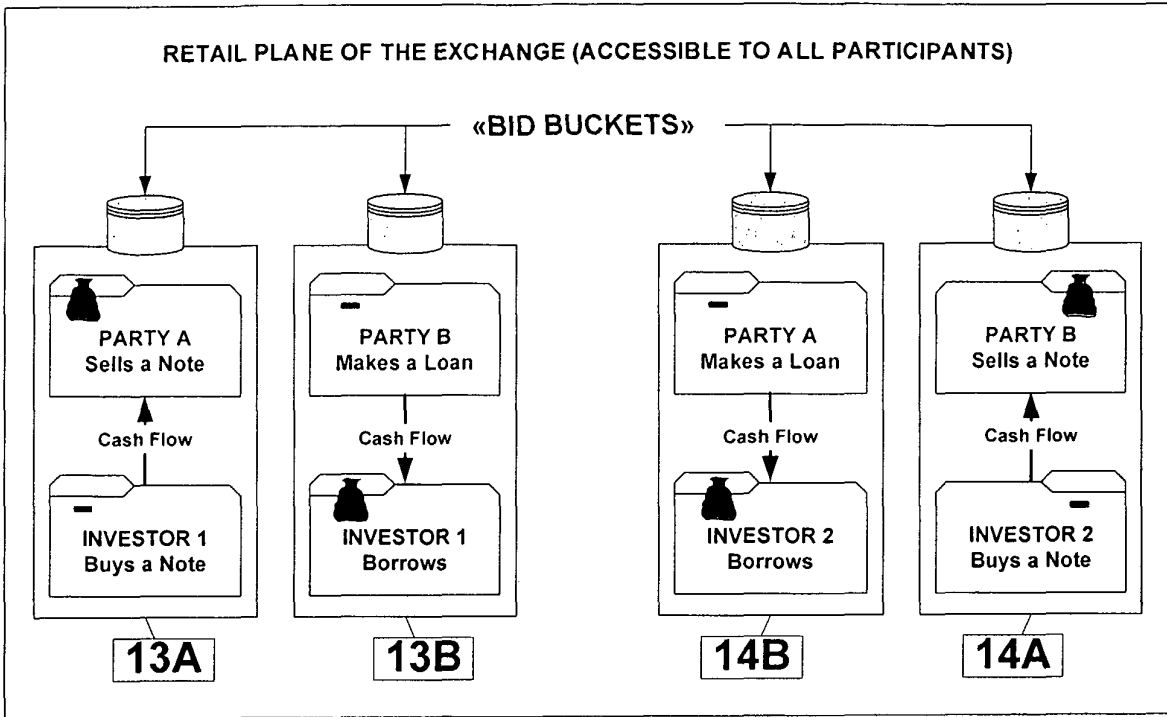 RETAIL PLANE OF THE EXCHANGE (ACCESSIBLE TO ALL PARTICIPANTS)
«BID BUCKETS»
PARTY A
Sells a Note
Cash Flow
INVESTOR 1
Buys a Note
13A
PARTY B
Makes a Loan
Cash Flow
INVESTOR 1
Borrows
13B
PARTY A
Makes a Loan
Cash Flow
INVESTOR 2
Borrows
14B
PARTY B
Sells a Note
Cash Flow
INVESTOR 2
Buys a Note
14A